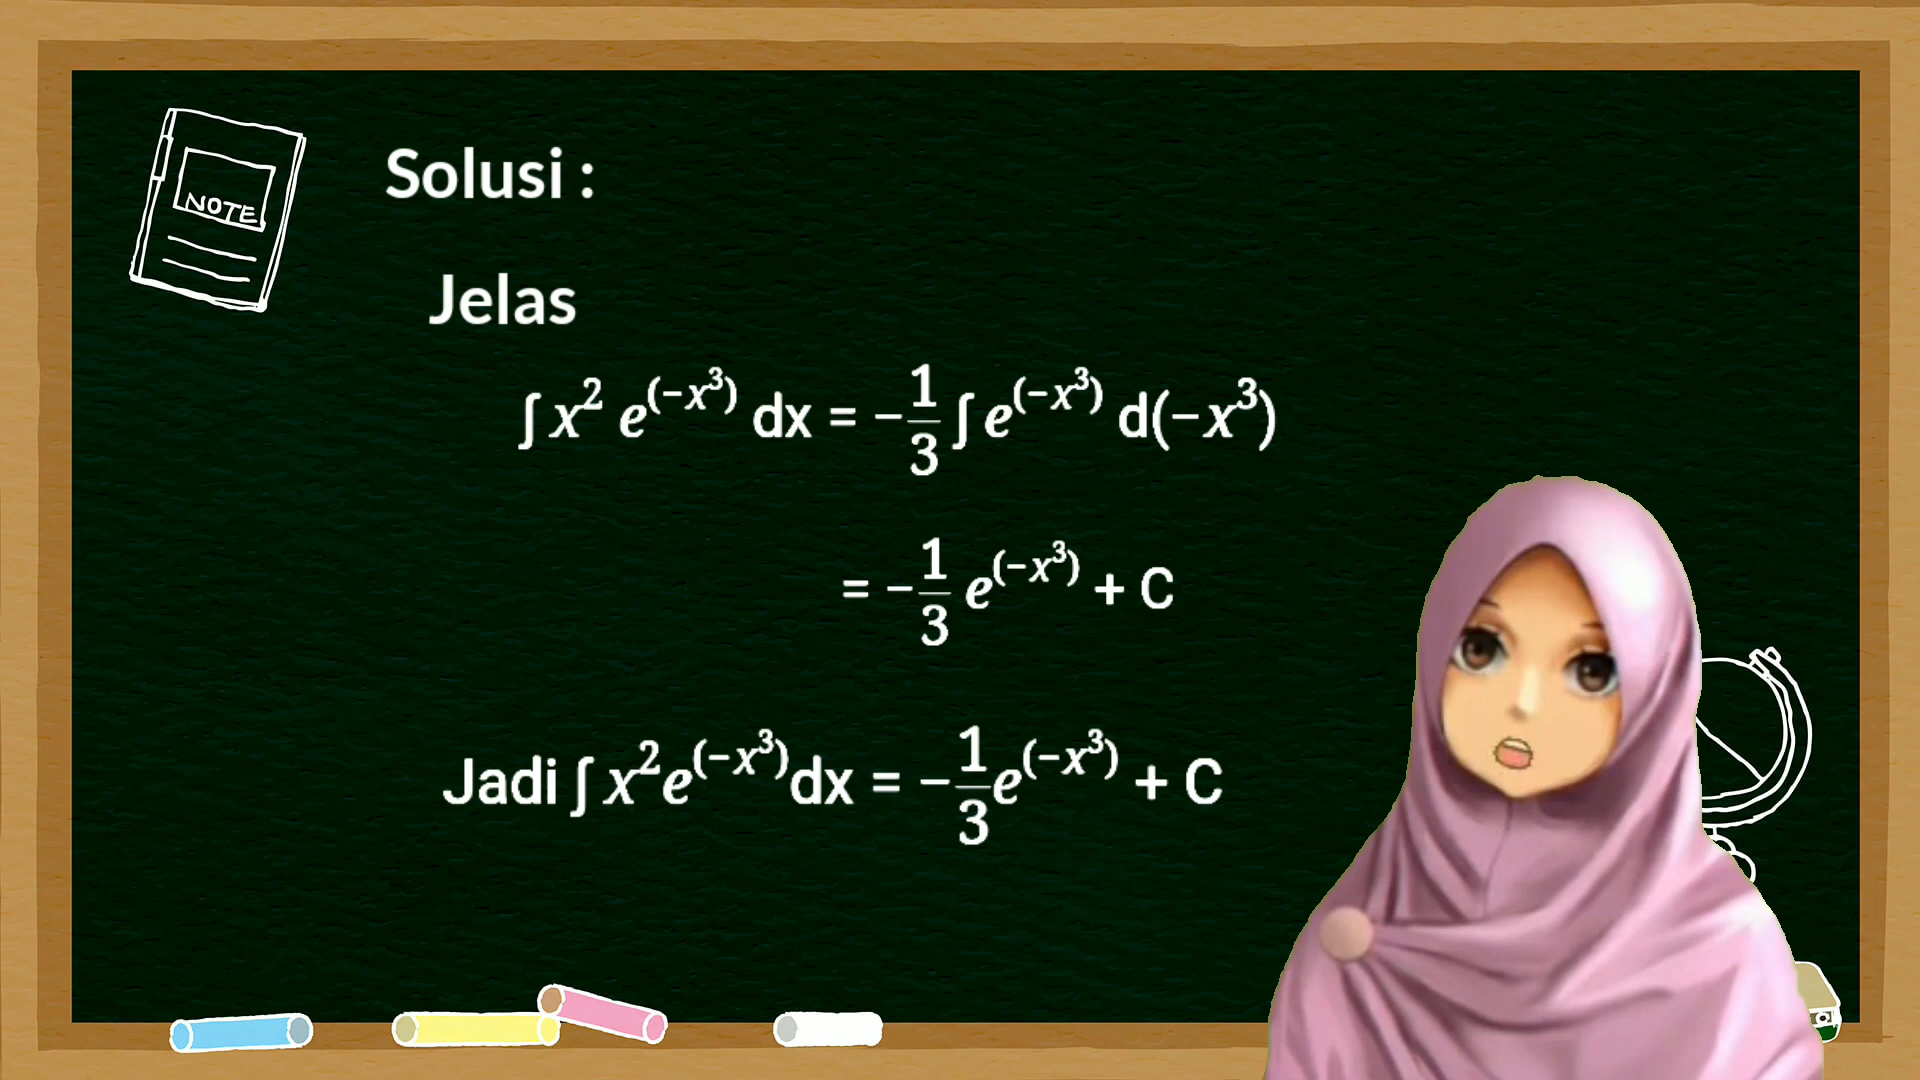 NOTE
Solusi :
Jelas
∫ x² e^(−x³) dx = −1/3 ∫ e^(−x³) d(−x³)
= −1/3 e^(−x³) + C
Jadi ∫ x²e^(−x³)dx = −1/3e^(−x³) + C